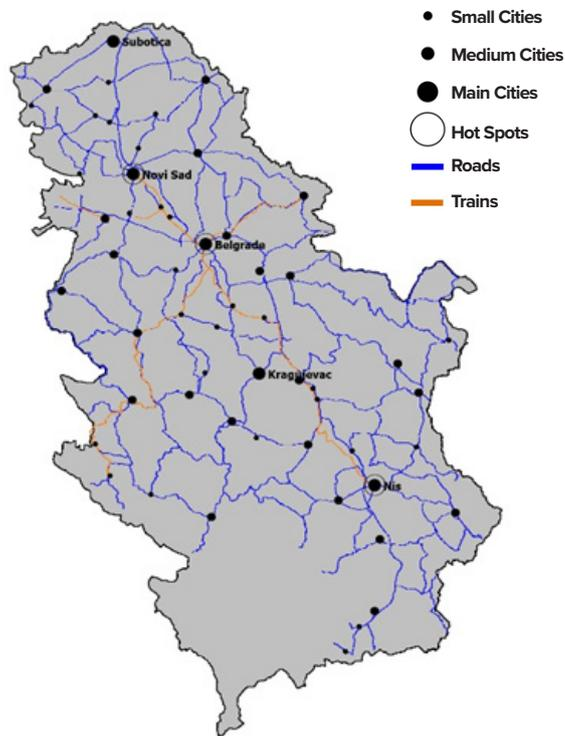 Small Cities
Medium Cities
Main Cities
Hot Spots
Roads
Trains
Subotica
Novi Sad
Belgrade
Kragujevac
Nis